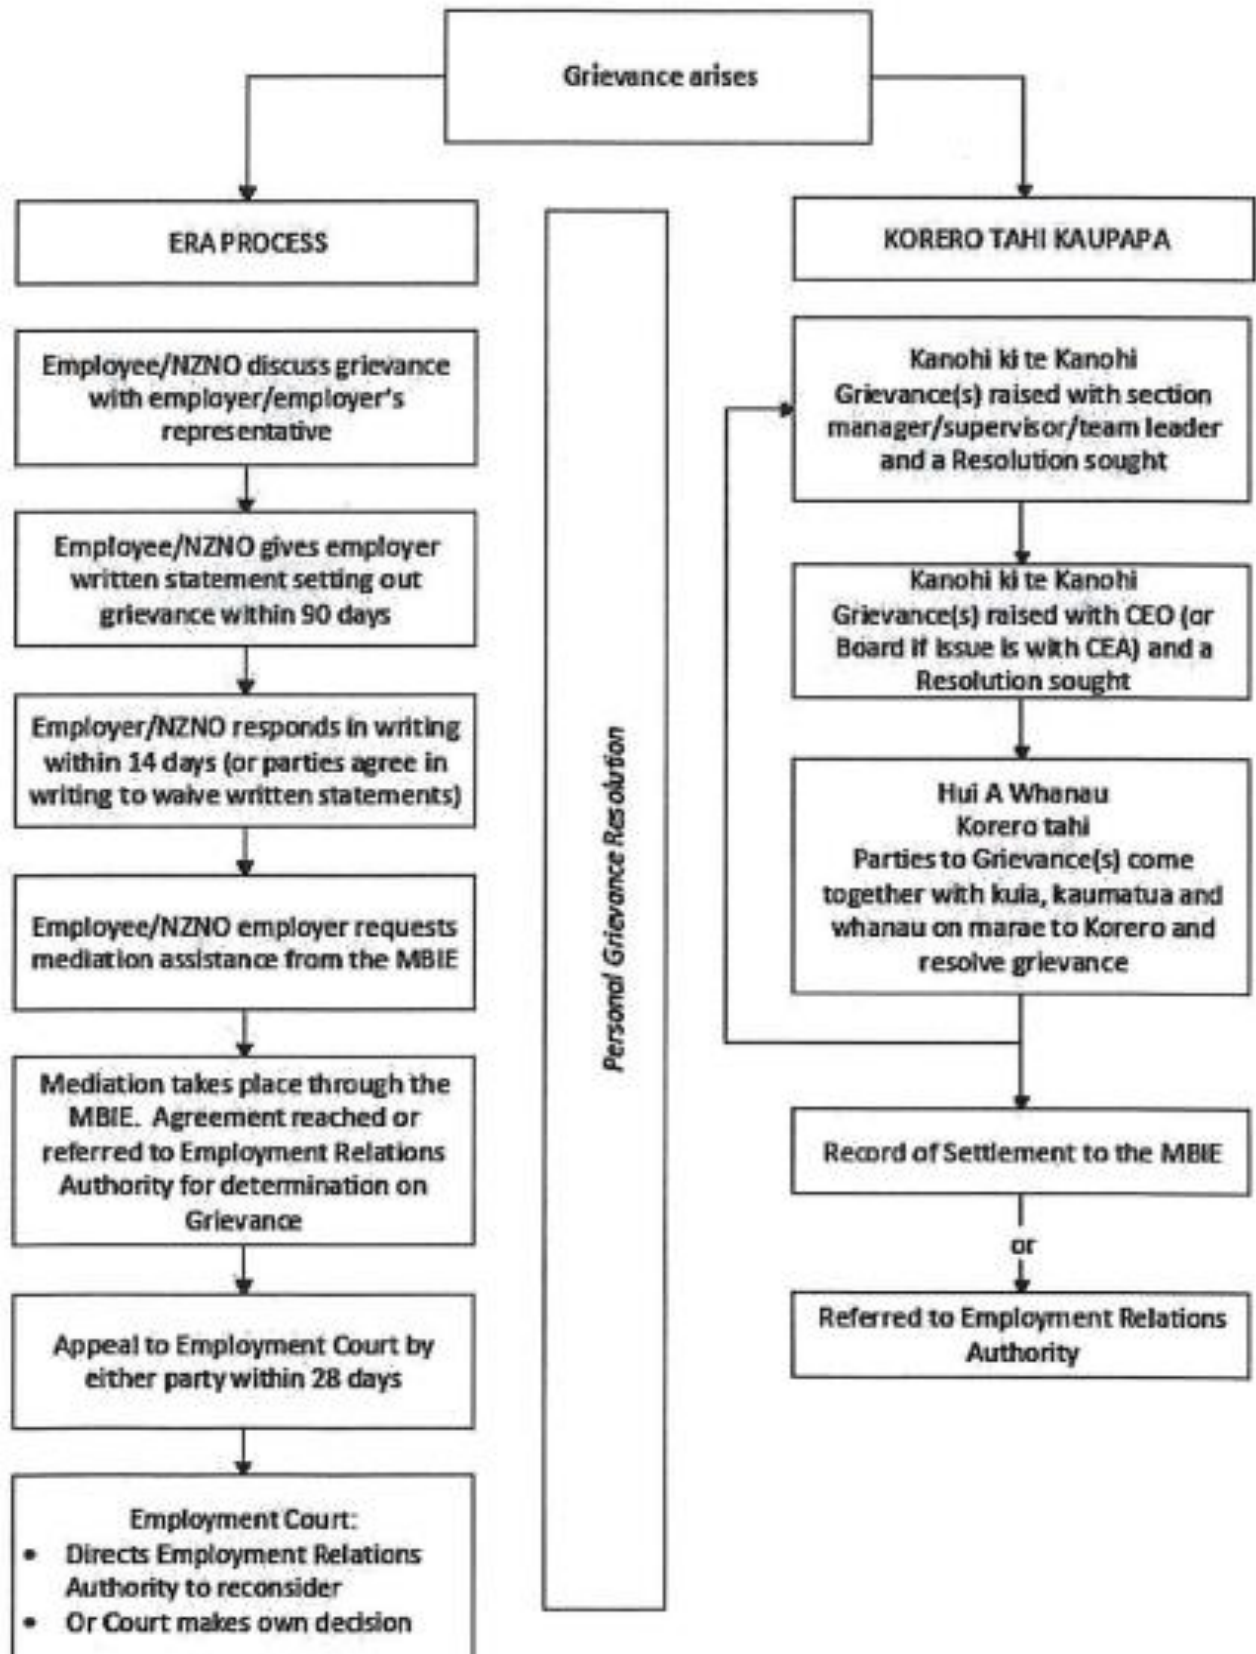 Grievance arises
ERA PROCESS
Employee/NZNO discuss grievance
with employer/employer's
representative
Employee/NZNO gives employer
written statement setting out
grievance within 90 days
Employer/NZNO responds in writing
within 14 days (or parties agree in
writing to waive written statements)
Employee/NZNO employer requests
mediation assistance from the MBIE
Mediation takes place through the
MBIE. Agreement reached or
referred to Employment Relations
Authority for determination on
Grievance
Appeal to Employment Court by
either party within 28 days
Employment Court:
• Directs Employment Relations
Authority to reconsider
• Or Court makes own decision
Personal Grievance Resolution
KORERO TAHI KAUPAPA
Kanohi ki te Kanohi
Grievance(s) raised with section
manager/supervisor/team leader
and a Resolution sought
Kanohi ki te Kanohi
Grievance(s) raised with CEO (or
Board if issue is with CEA) and a
Resolution sought
Hui A Whanau
Korero tahi
Parties to Grievance(s) come
together with kuia, kaumatua and
whanau on marae to Korero and
resolve grievance
Record of Settlement to the MBIE
or
Referred to Employment Relations
Authority